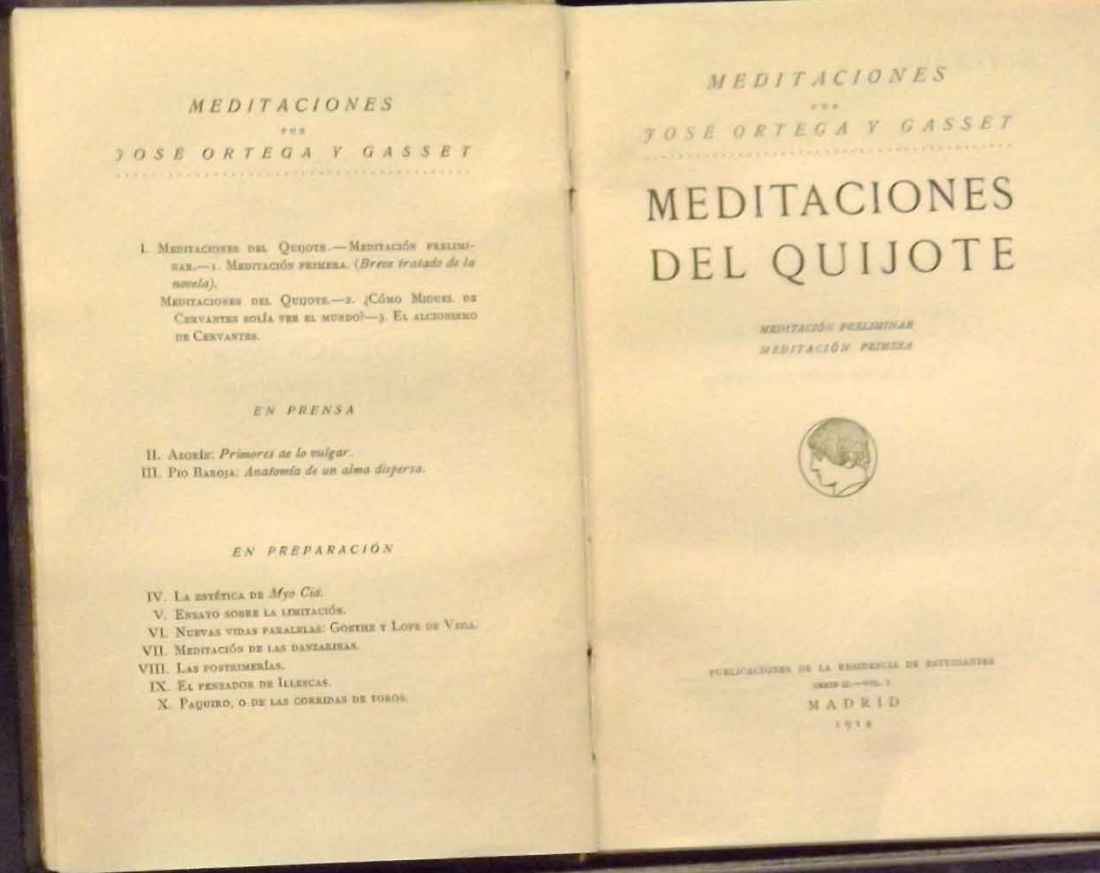 MEDITACIONES
POR
JOSÉ ORTEGA Y GASSET
I. MEDITACIONES DEL QUIJOTE.—MEDITACIÓN PRELIMI-
NAR.—1. MEDITACIÓN PRIMERA. (Breve tratado de la
novela).
MEDITACIONES DEL QUIJOTE.—2. ¿CÓMO MIGUEL DE
CERVANTES SOLÍA VER EL MUNDO?—3. EL ALCIONISMO
DE CERVANTES.
EN PRENSA
II. AZORÍN: Primores de lo vulgar.
III. PIO BAROJA: Anatomía de un alma dispersa.
EN PREPARACIÓN
IV. LA ESTÉTICA DE Myo Cid.
V. ENSAYO SOBRE LA LIMITACIÓN.
VI. NUEVAS VIDAS PARALELAS: GOETHE Y LOPE DE VEGA.
VII. MEDITACIÓN DE LAS DANZARINAS.
VIII. LAS POSTRIMERÍAS.
IX. EL PENSADOR DE ILLESCAS.
X. PAQUIRO, O DE LAS CORRIDAS DE TOROS.
MEDITACIONES
POR
JOSÉ ORTEGA Y GASSET
MEDITACIONES
DEL QUIJOTE
MEDITACIÓN PRELIMINAR
MEDITACIÓN PRIMERA
PUBLICACIONES DE LA RESIDENCIA DE ESTUDIANTES
SERIE II.—VOL. I
MADRID
1914